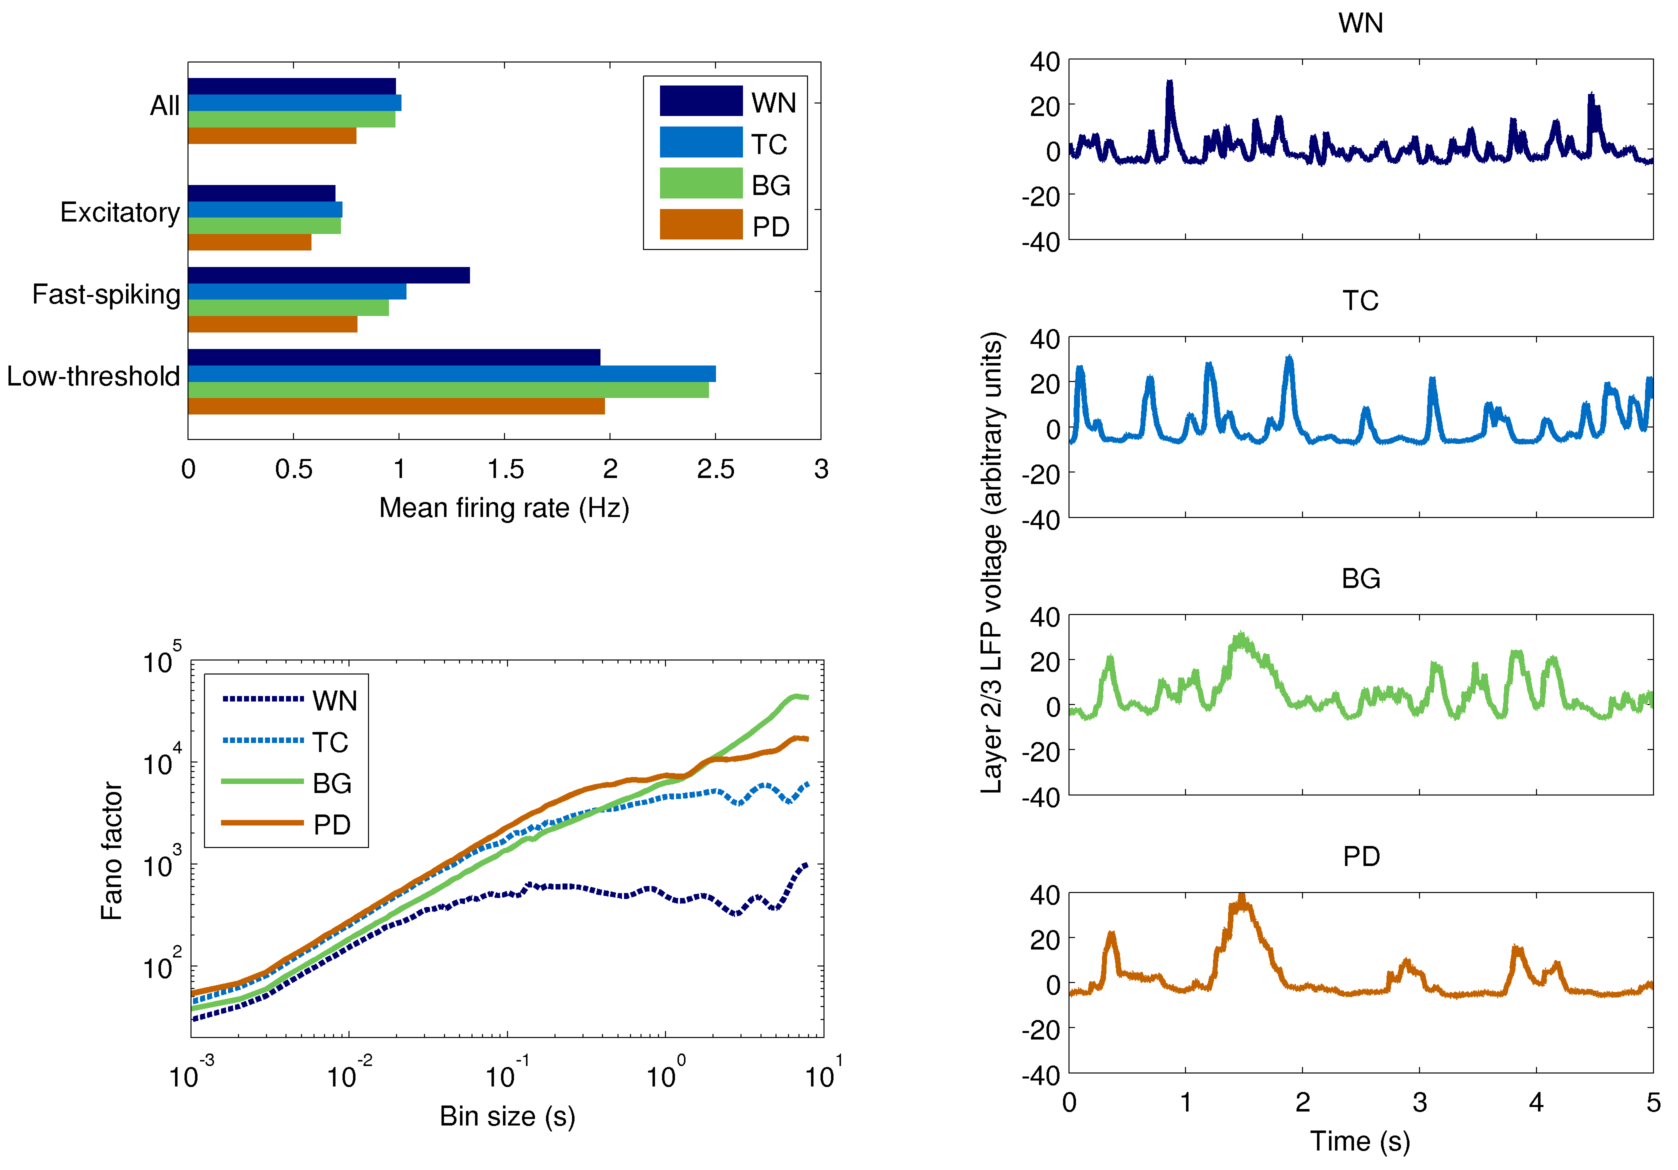 All
Excitatory
Fast-spiking
Low-threshold
WN
TC
BG
PD
0 0.5 1 1.5 2 2.5 3
Mean firing rate (Hz)
10^5
10^4
10^3
10^2
Fano factor
WN
TC
BG
PD
10^-3 10^-2 10^-1 10^0 10^1
Bin size (s)
Layer 2/3 LFP voltage (arbitrary units)
WN
40
20
0
-20
-40
TC
40
20
0
-20
-40
BG
40
20
0
-20
-40
PD
40
20
0
-20
-40
0 1 2 3 4 5
Time (s)